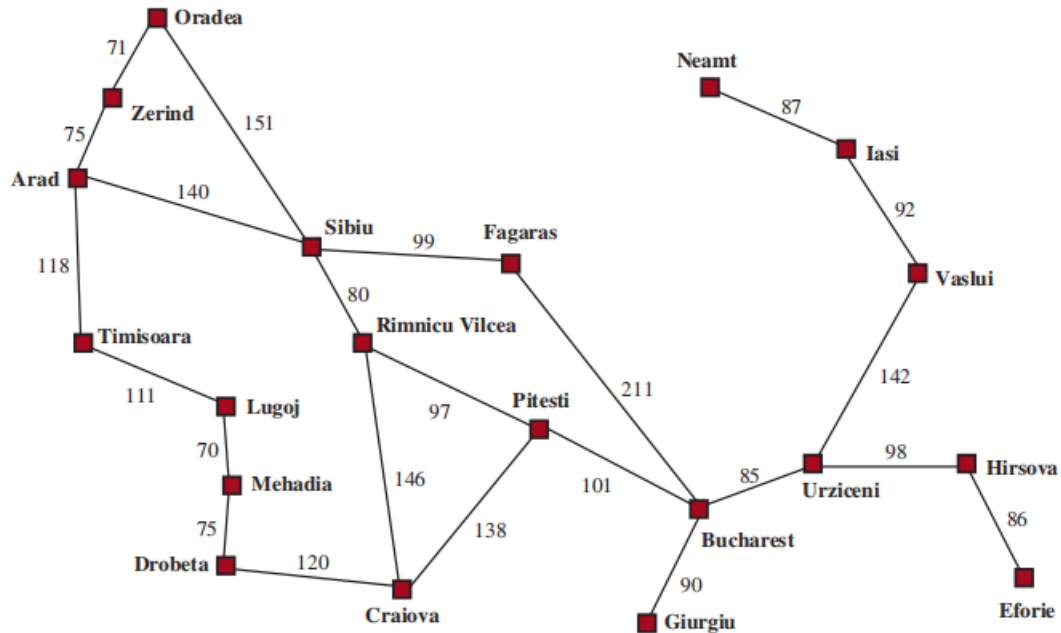 Oradea
71
Neamt
Zerind
87
151
75
Iasi
Arad
140
92
Sibiu
Fagaras
99
118
Vaslui
80
Timisoara
Rimnicu Vilcea
142
111
211
Lugoj
97
Pitesti
70
98
Hirsova
Mehadia
146
101
85
Urziceni
75
138
86
Bucharest
Drobeta
120
90
Craiova
Giurgiu
Eforie